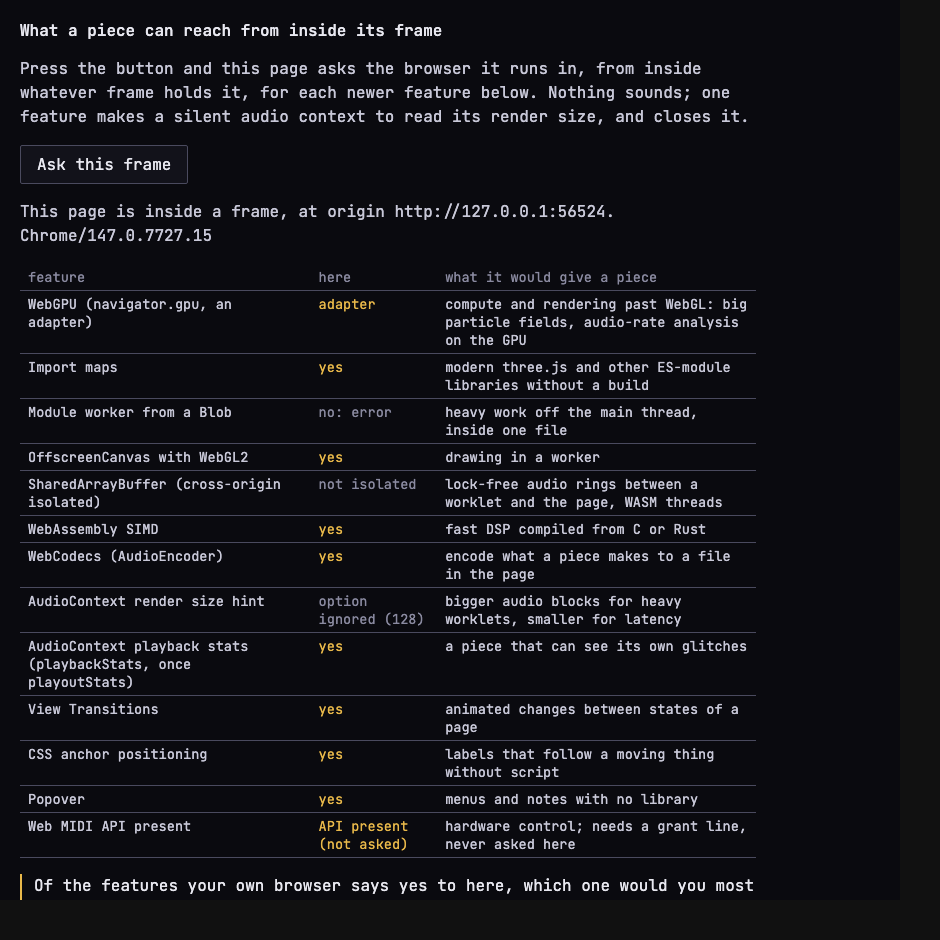 What a piece can reach from inside its frame
Press the button and this page asks the browser it runs in, from inside
whatever frame holds it, for each newer feature below. Nothing sounds; one
feature makes a silent audio context to read its render size, and closes it.
Ask this frame
This page is inside a frame, at origin http://127.0.0.1:56524.
Chrome/147.0.7727.15
feature here what it would give a piece
WebGPU (navigator.gpu, an adapter compute and rendering past WebGL: big
adapter) particle fields, audio-rate analysis
on the GPU
Import maps yes modern three.js and other ES-module
libraries without a build
Module worker from a Blob no: error heavy work off the main thread,
inside one file
OffscreenCanvas with WebGL2 yes drawing in a worker
SharedArrayBuffer (cross-origin not isolated lock-free audio rings between a
isolated) worklet and the page, WASM threads
WebAssembly SIMD yes fast DSP compiled from C or Rust
WebCodecs (AudioEncoder) yes encode what a piece makes to a file
in the page
AudioContext render size hint option bigger audio blocks for heavy
ignored (128) worklets, smaller for latency
AudioContext playback stats yes a piece that can see its own glitches
(playbackStats, once
playoutStats)
View Transitions yes animated changes between states of a
page
CSS anchor positioning yes labels that follow a moving thing
without script
Popover yes menus and notes with no library
Web MIDI API present API present hardware control; needs a grant line,
(not asked) never asked here
Of the features your own browser says yes to here, which one would you most